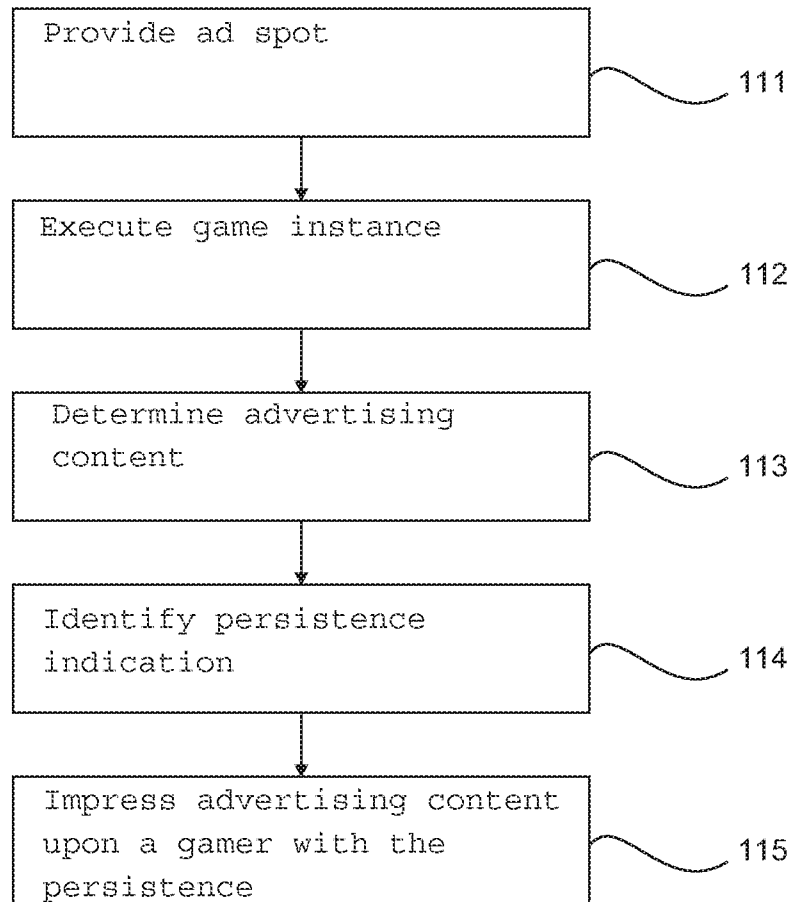 Provide ad spot
111
Execute game instance
112
Determine advertising
content
113
Identify persistence
indication
114
Impress advertising content
upon a gamer with the
persistence
115